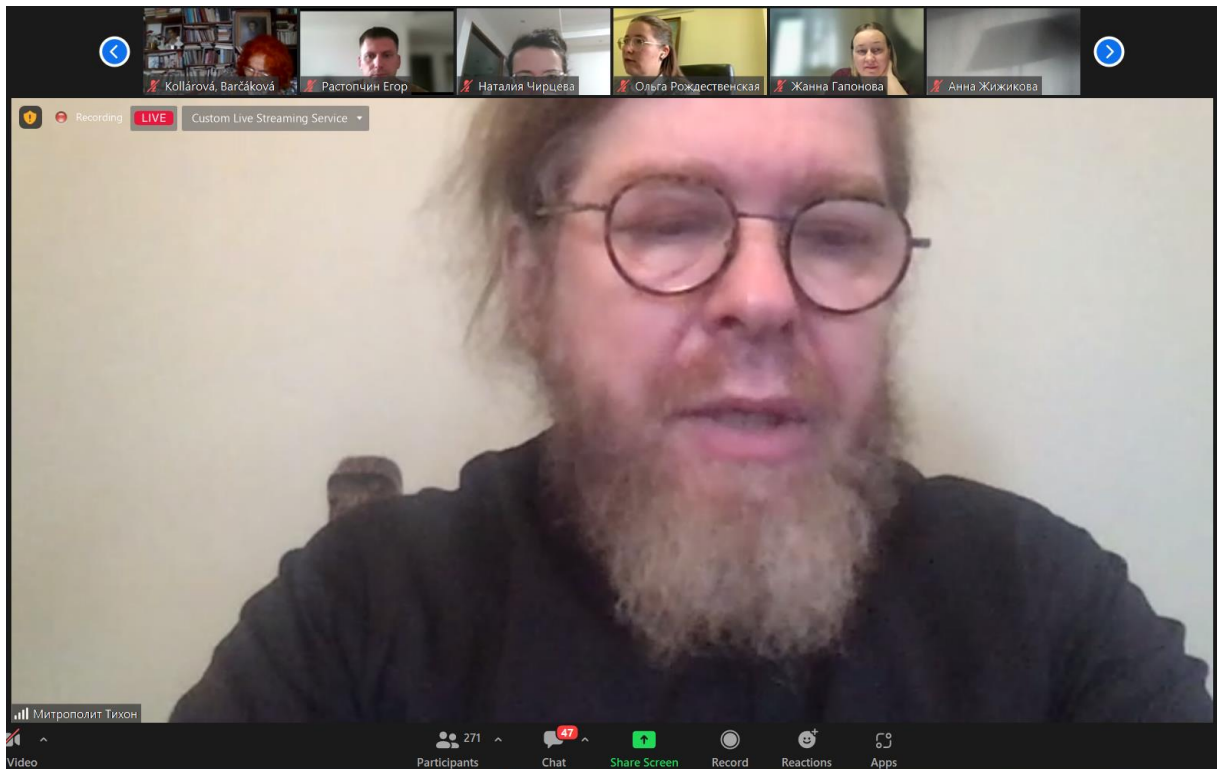 Kollárová, Barčáková
Растопчин Егор
Наталия Чирцева
Ольга Рождественская
Жанна Гапонова
Анна Жижикова
Recording
LIVE
Custom Live Streaming Service
Митрополит Тихон
271
47
Video
Participants
Chat
Share Screen
Record
Reactions
Apps